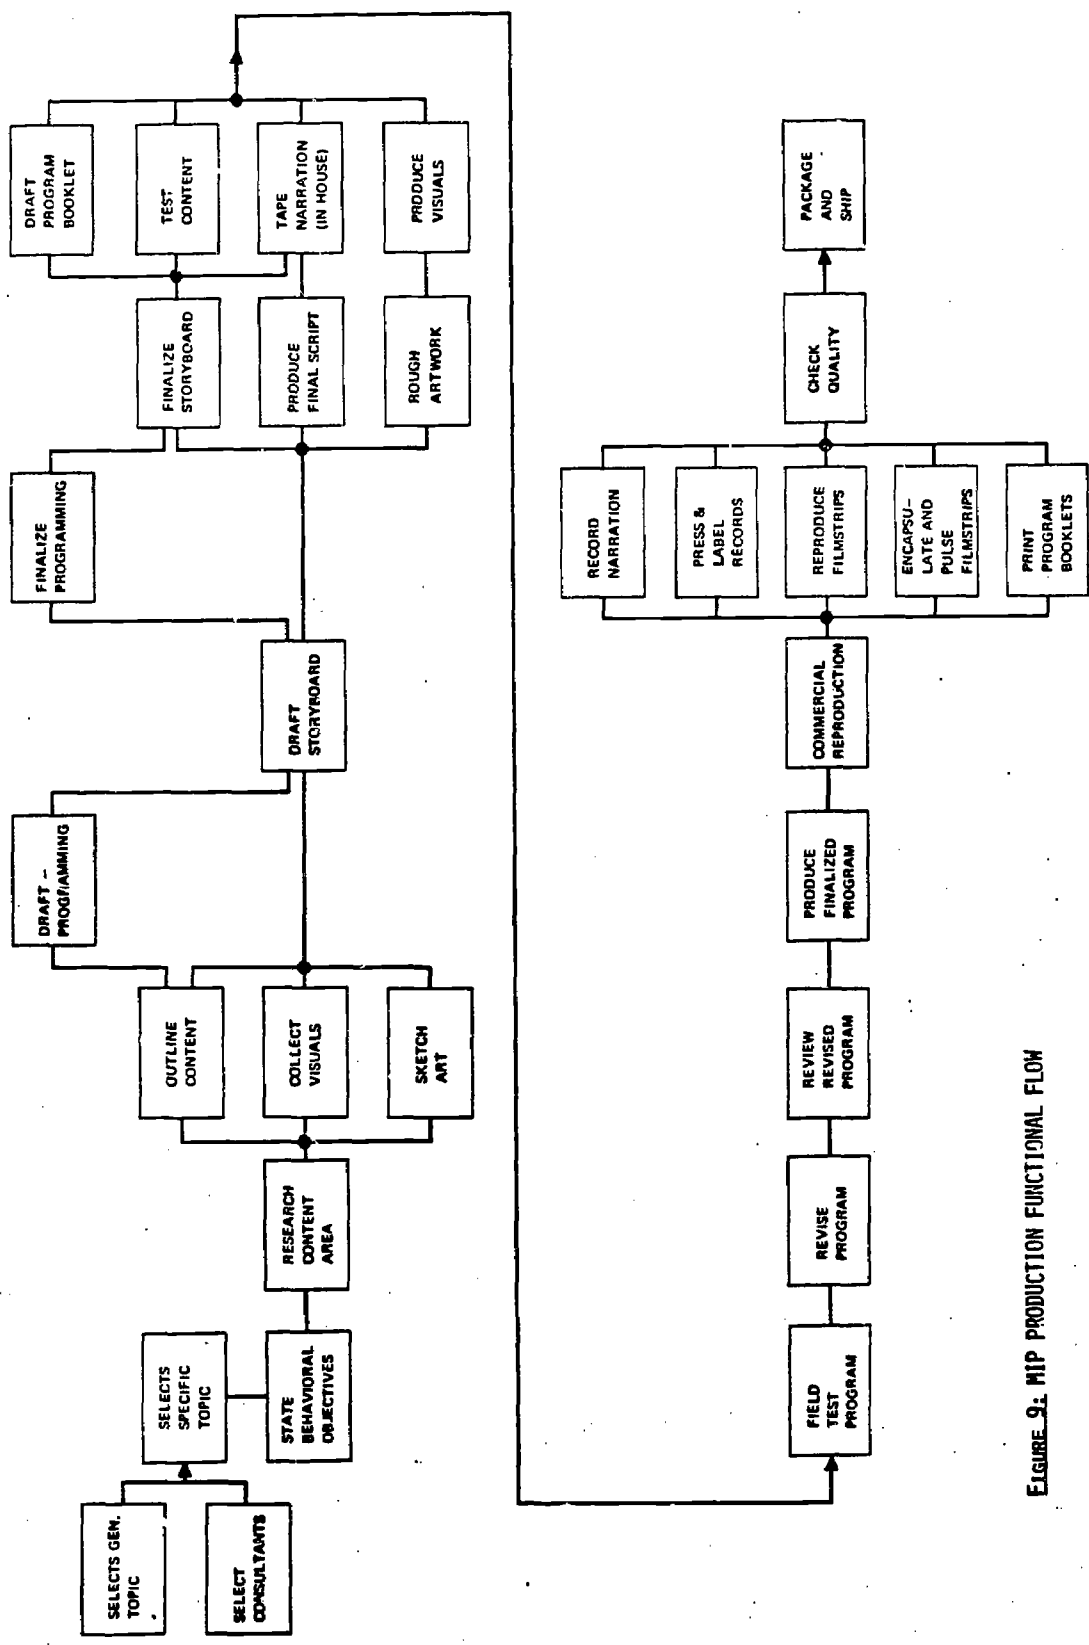 SELECTS GEN.
TOPIC
SELECT
CONSULTANTS
SELECTS
SPECIFIC
TOPIC
STATE
BEHAVIORAL
OBJECTIVES
RESEARCH
CONTENT
AREA
OUTLINE
CONTENT
COLLECT
VISUALS
SKETCH
ART
DRAFT –
PROGRAMMING
DRAFT
STORYBOARD
FINALIZE
PROGRAMMING
FINALIZE
STORYBOARD
PRODUCE
FINAL SCRIPT
ROUGH
ARTWORK
DRAFT
PROGRAM
BOOKLET
TEST
CONTENT
TAPE
NARRATION
(IN HOUSE)
PRODUCE
VISUALS
FIELD
TEST
PROGRAM
REVISE
PROGRAM
REVIEW
REVISED
PROGRAM
PRODUCE
FINALIZED
PROGRAM
COMMERCIAL
REPRODUCTION
RECORD
NARRATION
PRESS &
LABEL
RECORDS
REPRODUCE
FILMSTRIPS
ENCAPSU-
LATE AND
PULSE
FILMSTRIPS
PRINT
PROGRAM
BOOKLETS
CHECK
QUALITY
PACKAGE
AND
SHIP
FIGURE 9: MIP PRODUCTION FUNCTIONAL FLOW